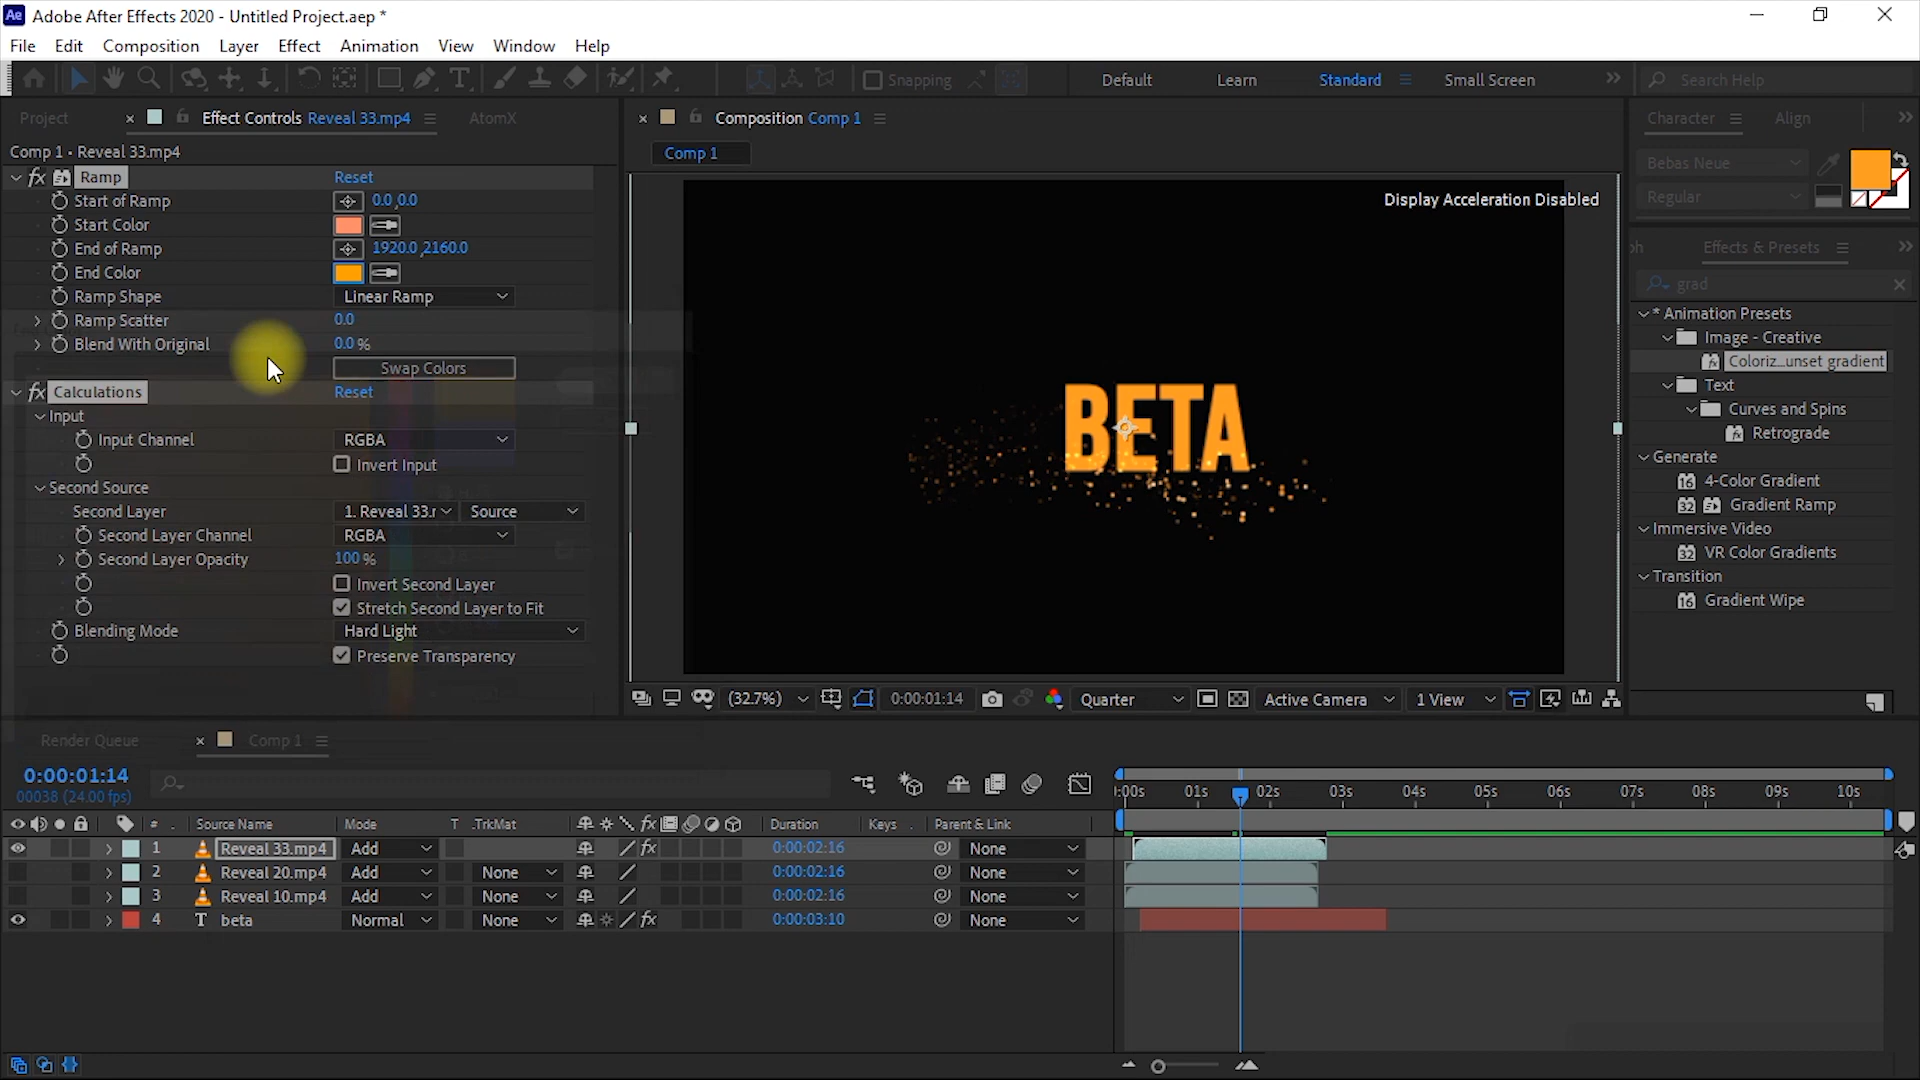 Ae Adobe After Effects 2020 - Untitled Project.aep *
File Edit Composition Layer Effect Animation View Window Help
Snapping Default Learn Standard Small Screen Search Help
Project Effect Controls Reveal 33.mp4 AtomX
Composition Comp 1
Character Align
Comp 1 • Reveal 33.mp4
Comp 1
Bebas Neue
Regular
fx Ramp Reset
Start of Ramp 0.0,0.0
Start Color
End of Ramp 1920.0,2160.0
End Color
Ramp Shape Linear Ramp
Ramp Scatter 0.0
Blend With Original 0.0 %
Swap Colors
fx Calculations Reset
Input
Input Channel RGBA
Invert Input
Second Source
Second Layer 1. Reveal 33.r Source
Second Layer Channel RGBA
Second Layer Opacity 100 %
Invert Second Layer
Stretch Second Layer to Fit
Blending Mode Hard Light
Preserve Transparency
Display Acceleration Disabled
BETA
(32.7%) 0:00:01:14 Quarter Active Camera 1 View
ph Effects & Presets
grad
* Animation Presets
Image - Creative
Coloriz...unset gradient
Text
Curves and Spins
Retrograde
Generate
16 4-Color Gradient
32 Gradient Ramp
Immersive Video
32 VR Color Gradients
Transition
16 Gradient Wipe
Render Queue Comp 1
0:00:01:14
00038 (24.00 fps)
:00s 01s 02s 03s 04s 05s 06s 07s 08s 09s 10s
# Source Name Mode T .TrkMat fx Duration Keys Parent & Link
1 Reveal 33.mp4 Add fx 0:00:02:16 None
2 Reveal 20.mp4 Add None 0:00:02:16 None
3 Reveal 10.mp4 Add None 0:00:02:16 None
4 T beta Normal None fx 0:00:03:10 None